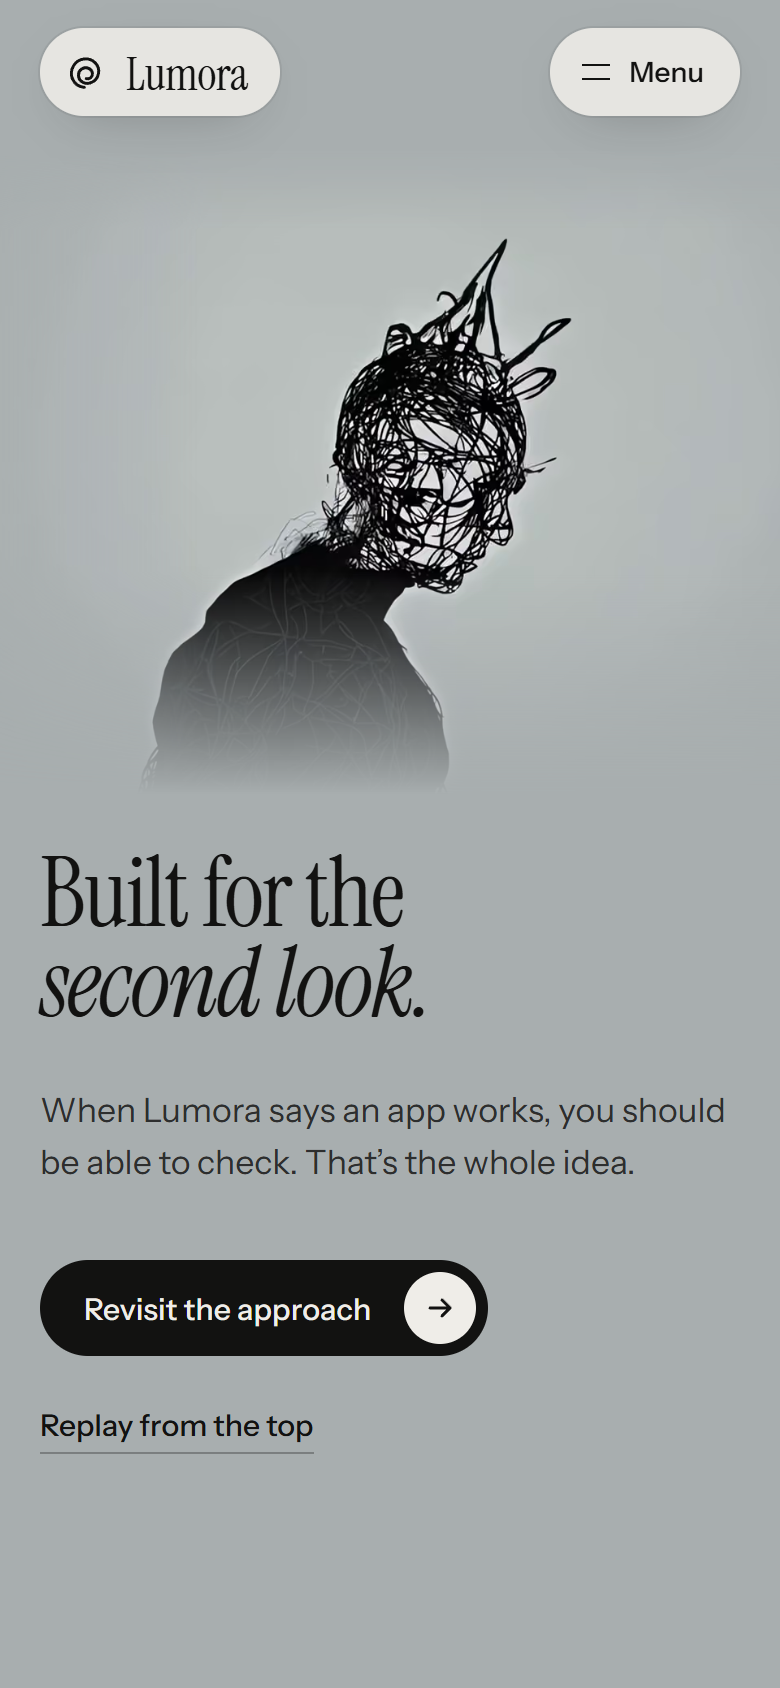 Lumora
Menu
Built for the
second look.
When Lumora says an app works, you should
be able to check. That’s the whole idea.
Revisit the approach
Replay from the top